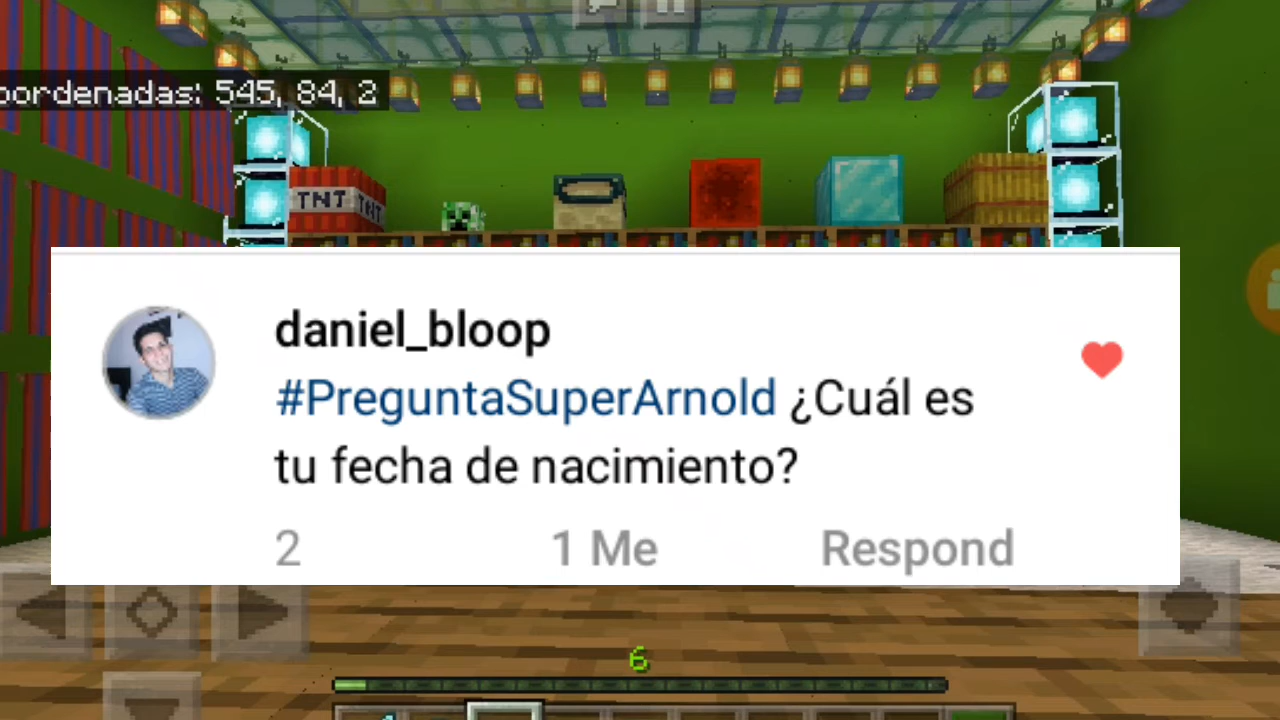 oordenadas: 545, 84, 2
TNT TNT
daniel_bloop
#PreguntaSuperArnold ¿Cuál es
tu fecha de nacimiento?
2 1 Me Respond
6